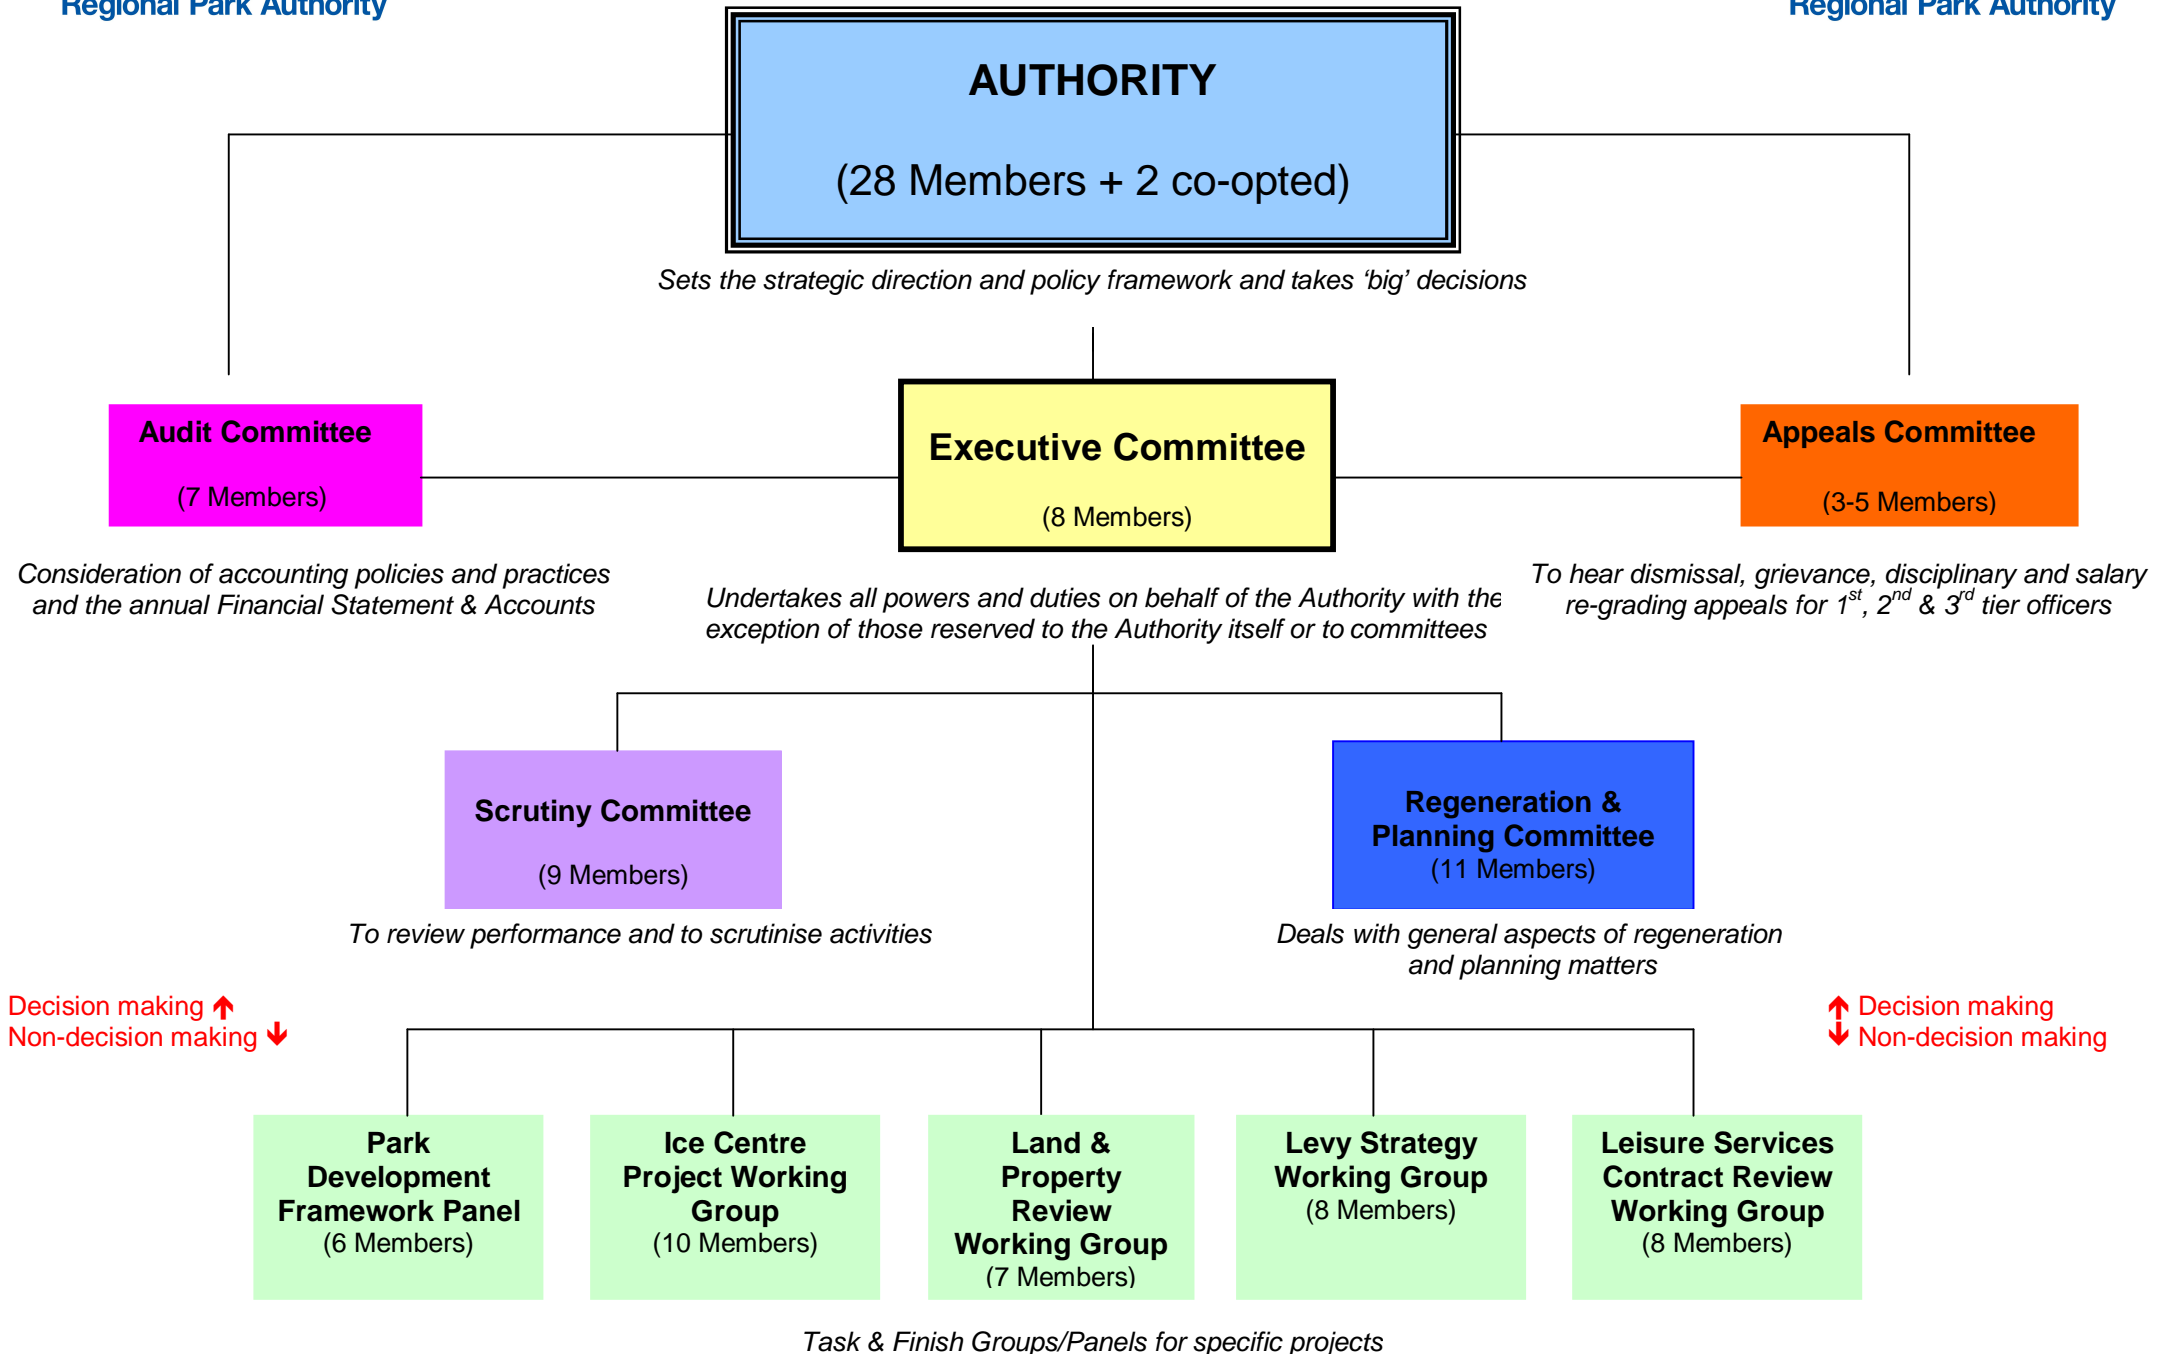 Regional Park Authority
Regional Park Authority
AUTHORITY
(28 Members + 2 co-opted)
Sets the strategic direction and policy framework and takes ‘big’ decisions
Audit Committee
(7 Members)
Executive Committee
(8 Members)
Appeals Committee
(3-5 Members)
Consideration of accounting policies and practices
and the annual Financial Statement & Accounts
Undertakes all powers and duties on behalf of the Authority with the
exception of those reserved to the Authority itself or to committees
To hear dismissal, grievance, disciplinary and salary
re-grading appeals for 1st, 2nd & 3rd tier officers
Scrutiny Committee
(9 Members)
Regeneration &
Planning Committee
(11 Members)
To review performance and to scrutinise activities
Deals with general aspects of regeneration
and planning matters
Decision making ↑
Non-decision making ↓
↑ Decision making
↓ Non-decision making
Park
Development
Framework Panel
(6 Members)
Ice Centre
Project Working
Group
(10 Members)
Land &
Property
Review
Working Group
(7 Members)
Levy Strategy
Working Group
(8 Members)
Leisure Services
Contract Review
Working Group
(8 Members)
Task & Finish Groups/Panels for specific projects